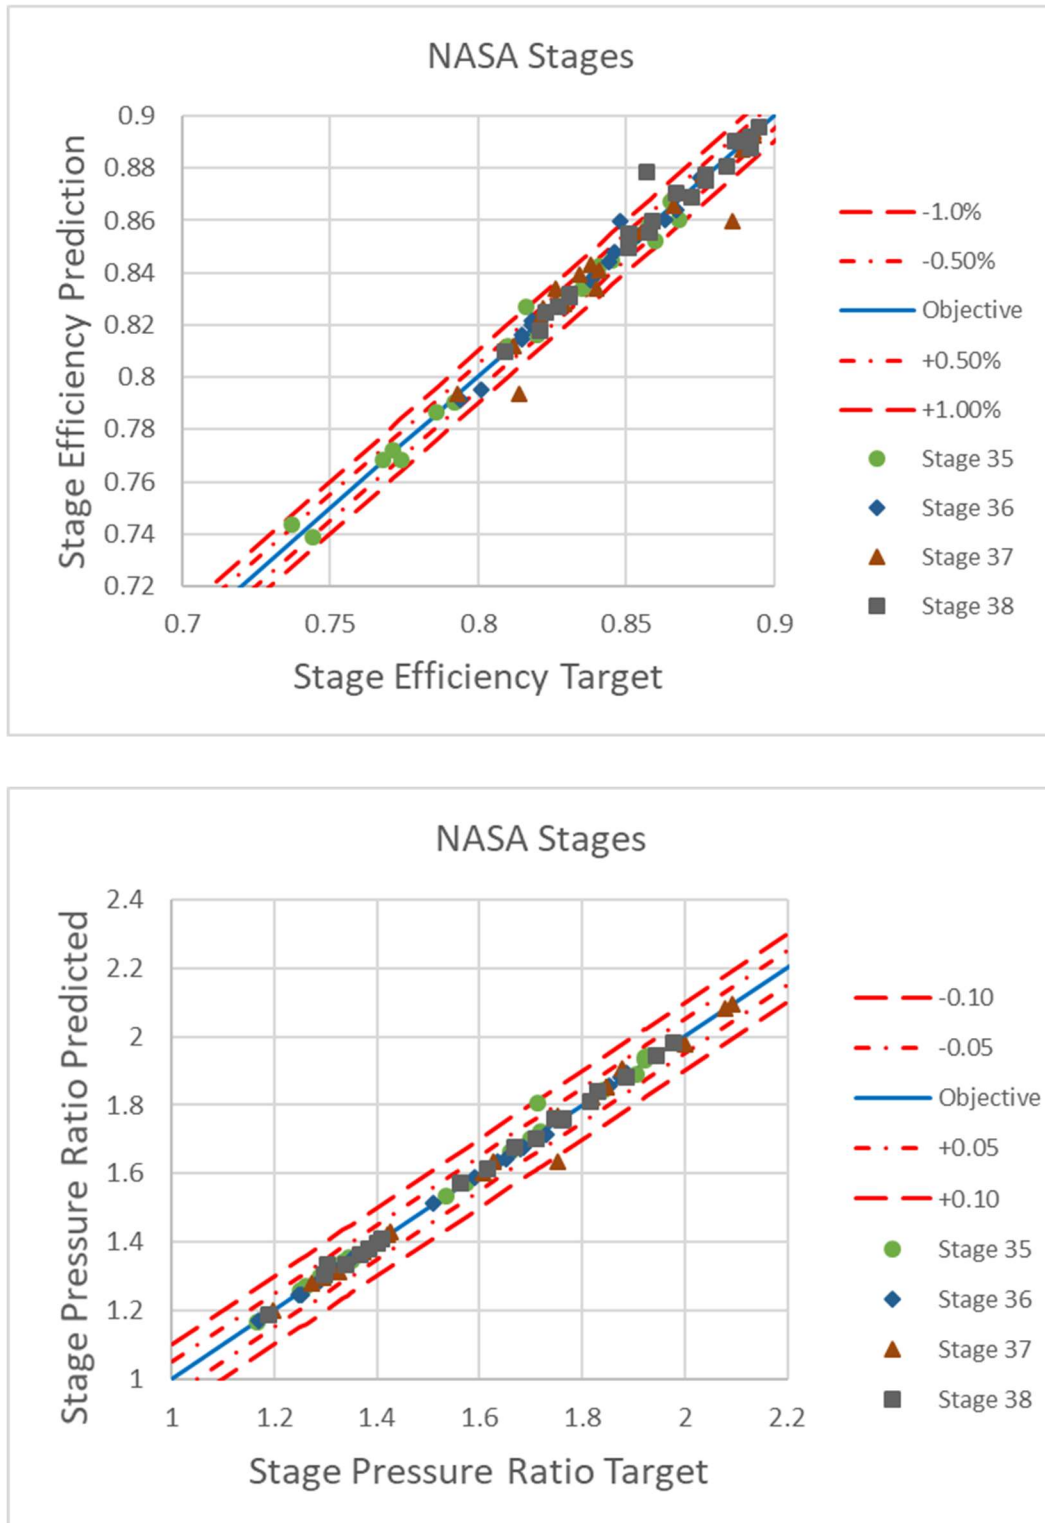 NASA Stages
Stage Efficiency Prediction
0.9
0.88
0.86
0.84
0.82
0.8
0.78
0.76
0.74
0.72
0.7
0.75
0.8
0.85
0.9
Stage Efficiency Target
-1.0%
-0.50%
Objective
+0.50%
+1.00%
Stage 35
Stage 36
Stage 37
Stage 38
NASA Stages
Stage Pressure Ratio Predicted
2.4
2.2
2
1.8
1.6
1.4
1.2
1
1
1.2
1.4
1.6
1.8
2
2.2
Stage Pressure Ratio Target
-0.10
-0.05
Objective
+0.05
+0.10
Stage 35
Stage 36
Stage 37
Stage 38